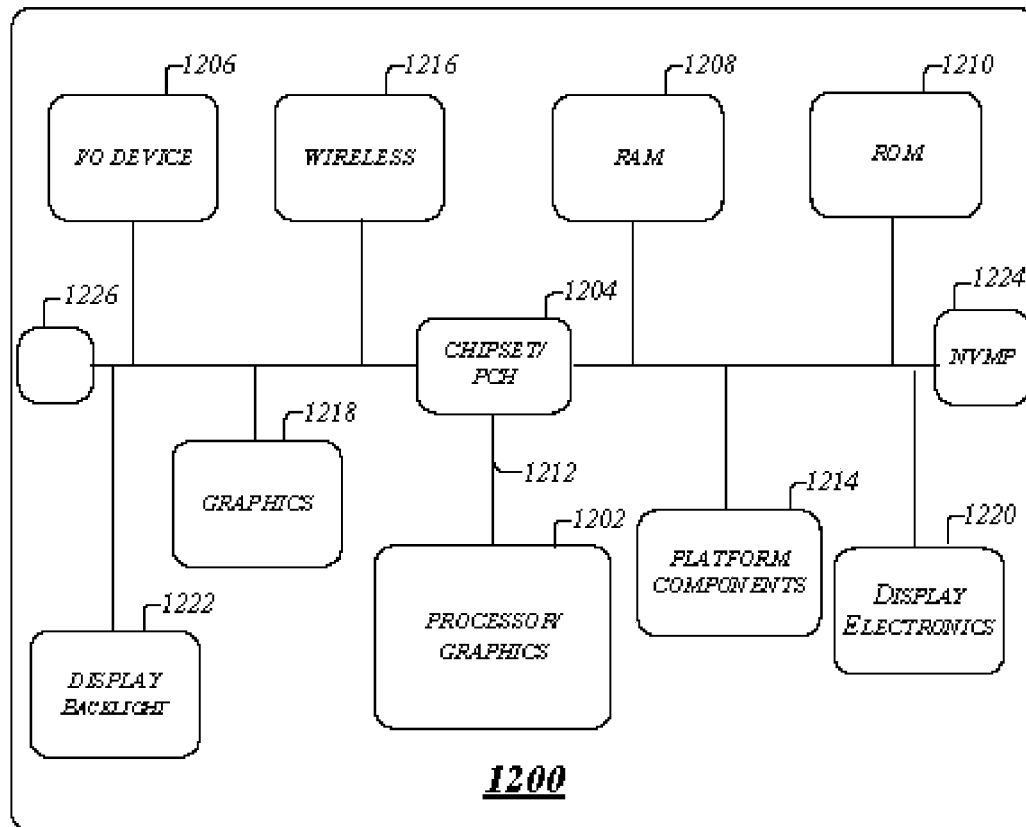 1206
1216
1208
1210
I/O DEVICE
WIRELESS
RAM
ROM
1226
1204
1224
CHIPSET/
PCH
NVMP
1218
1212
1214
GRAPHICS
1202
1220
PLATFORM
COMPONENTS
DISPLAY
ELECTRONICS
1222
PROCESSOR/
GRAPHICS
DISPLAY
BACKLIGHT
1200